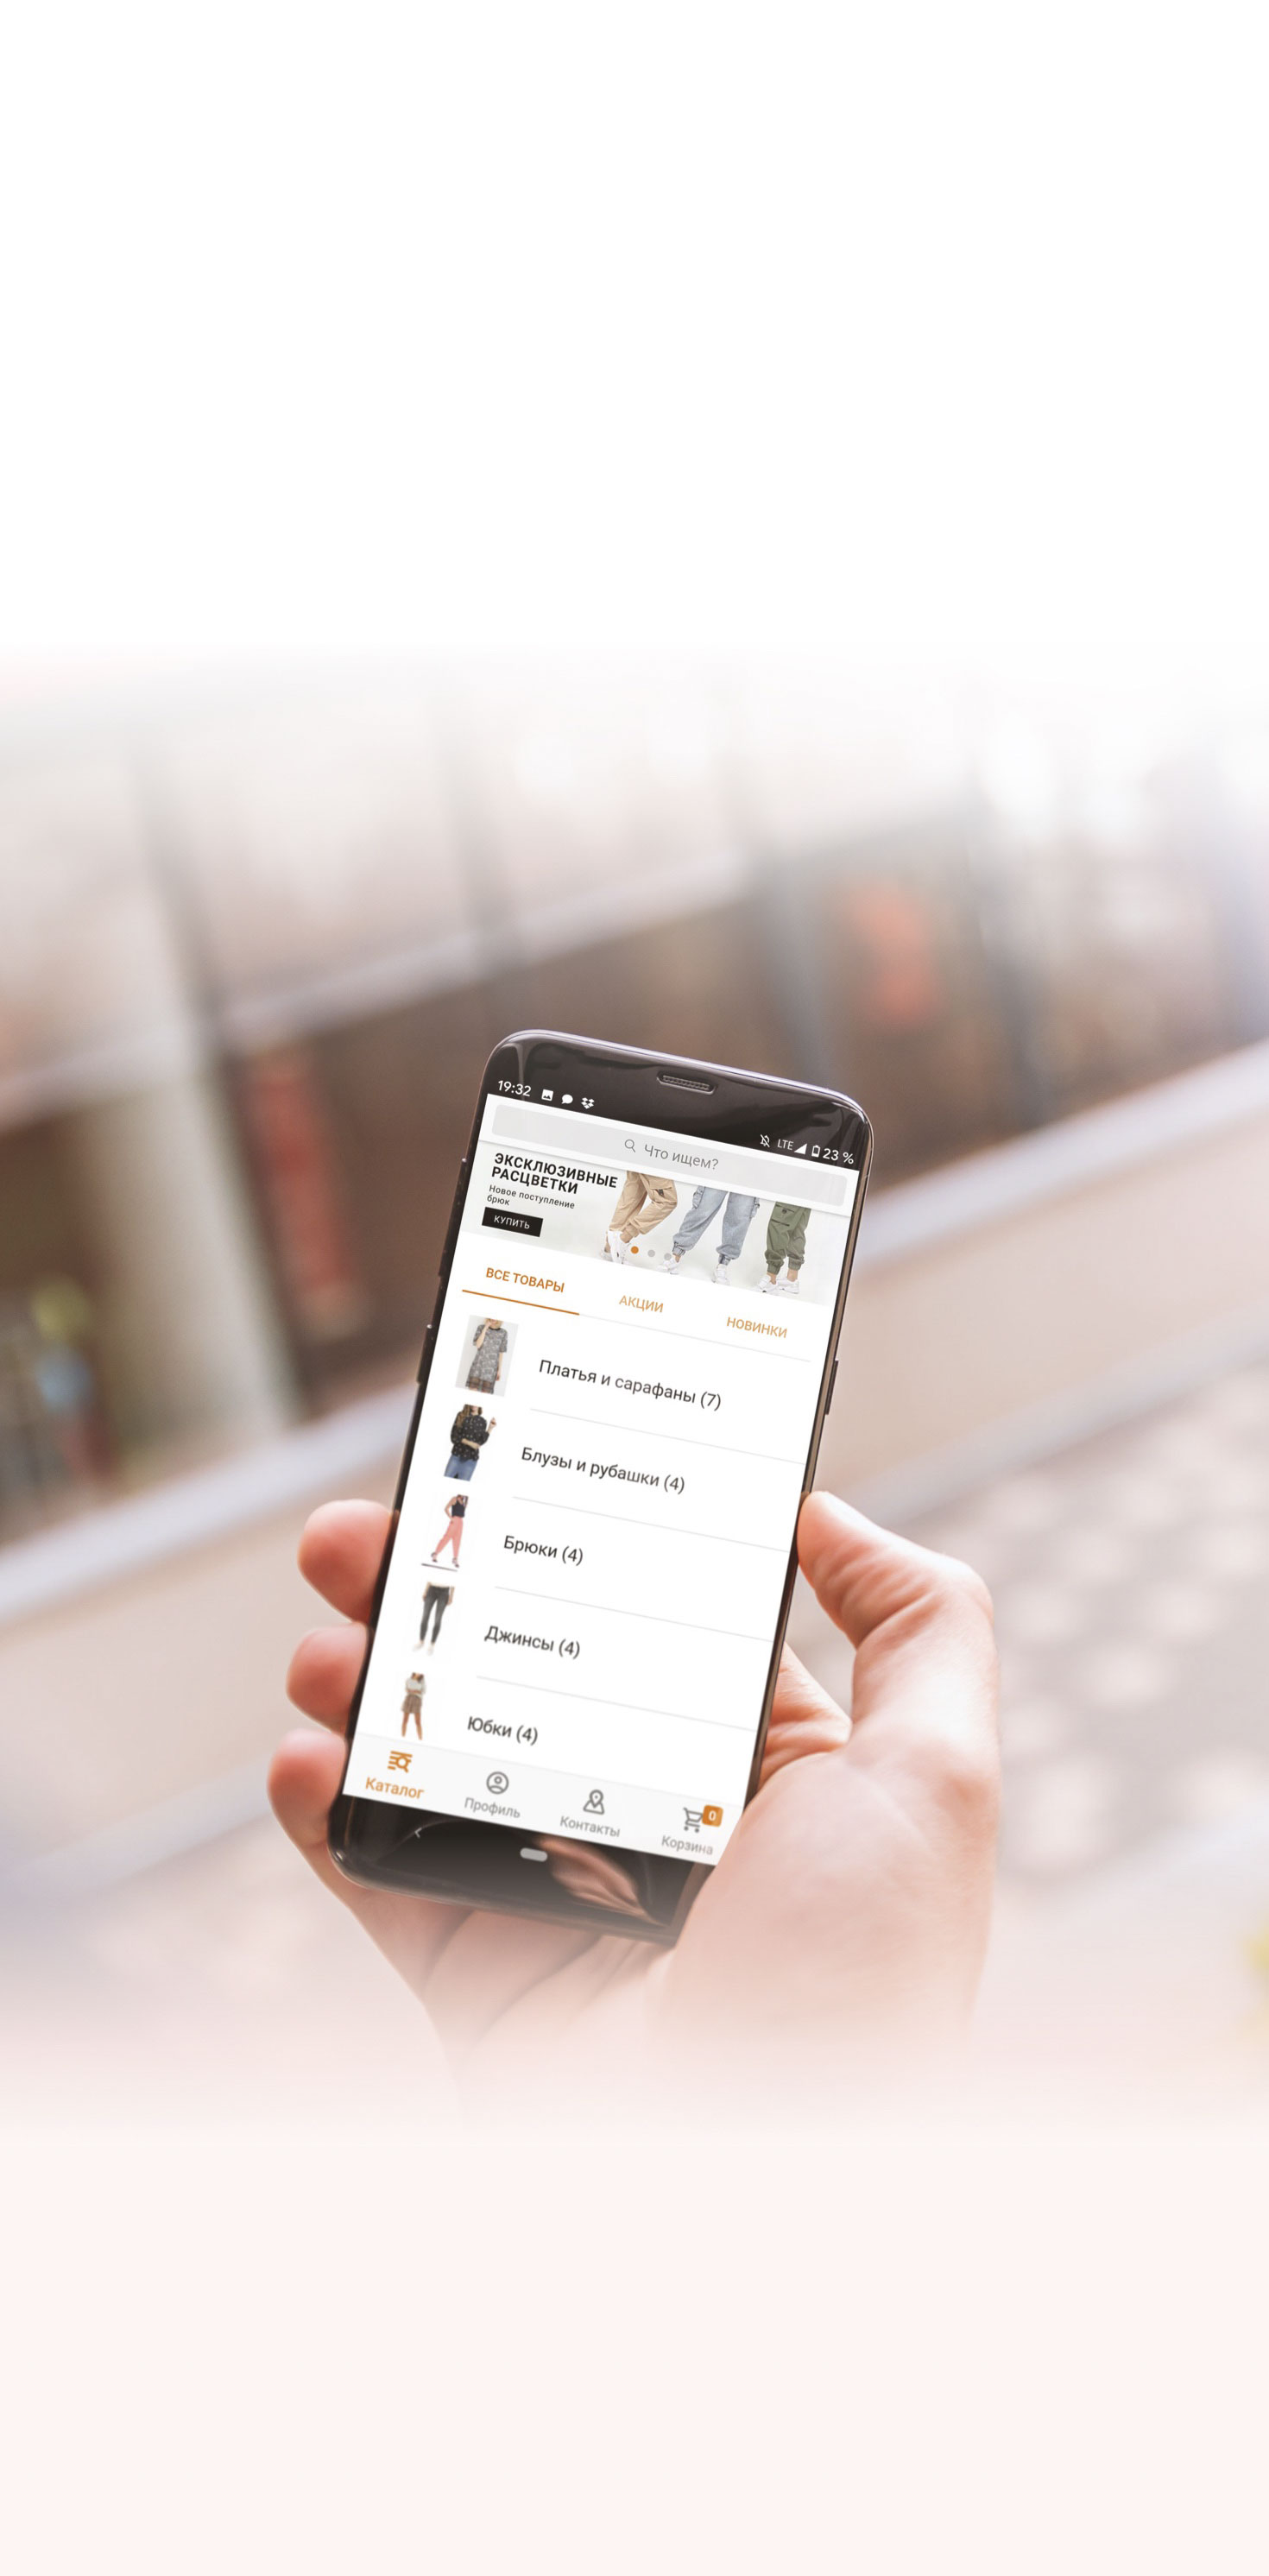 19:32
LTE 23 %
Что ищем?
ЭКСКЛЮЗИВНЫЕ
РАСЦВЕТКИ
Новое поступление
брюк
КУПИТЬ
ВСЕ ТОВАРЫ АКЦИИ НОВИНКИ
Платья и сарафаны (7)
Блузы и рубашки (4)
Брюки (4)
Джинсы (4)
Юбки (4)
0
Каталог Профиль Контакты Корзина